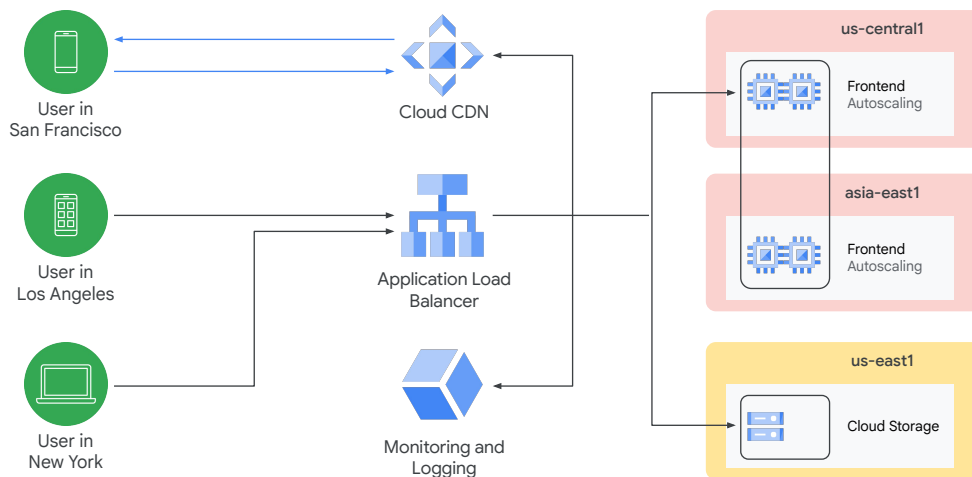 User in
San Francisco
Cloud CDN
us-central1
Frontend
Autoscaling
User in
Los Angeles
Application Load
Balancer
asia-east1
Frontend
Autoscaling
User in
New York
Monitoring and
Logging
us-east1
Cloud Storage